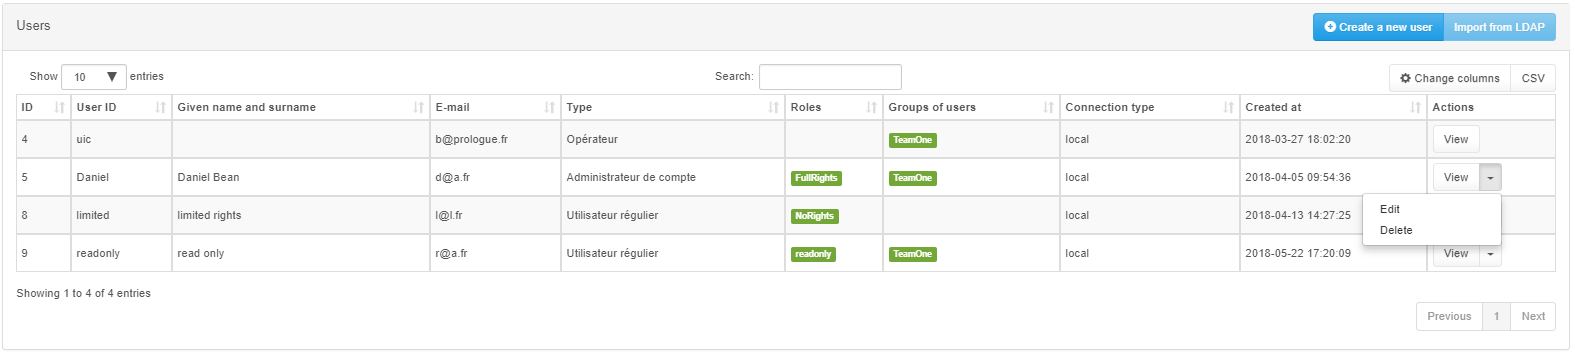 Users
Create a new user Import from LDAP
Show 10 entries Search: Change columns CSV
ID User ID Given name and surname E-mail Type Roles Groups of users Connection type Created at Actions
4 uic b@prologue.fr Opérateur TeamOne local 2018-03-27 18:02:20 View
5 Daniel Daniel Bean d@a.fr Administrateur de compte FullRights TeamOne local 2018-04-05 09:54:36 View
8 limited limited rights l@l.fr Utilisateur régulier NoRights local 2018-04-13 14:27:25
Edit
Delete
9 readonly read only r@a.fr Utilisateur régulier readonly TeamOne local 2018-05-22 17:20:09 View
Showing 1 to 4 of 4 entries
Previous 1 Next